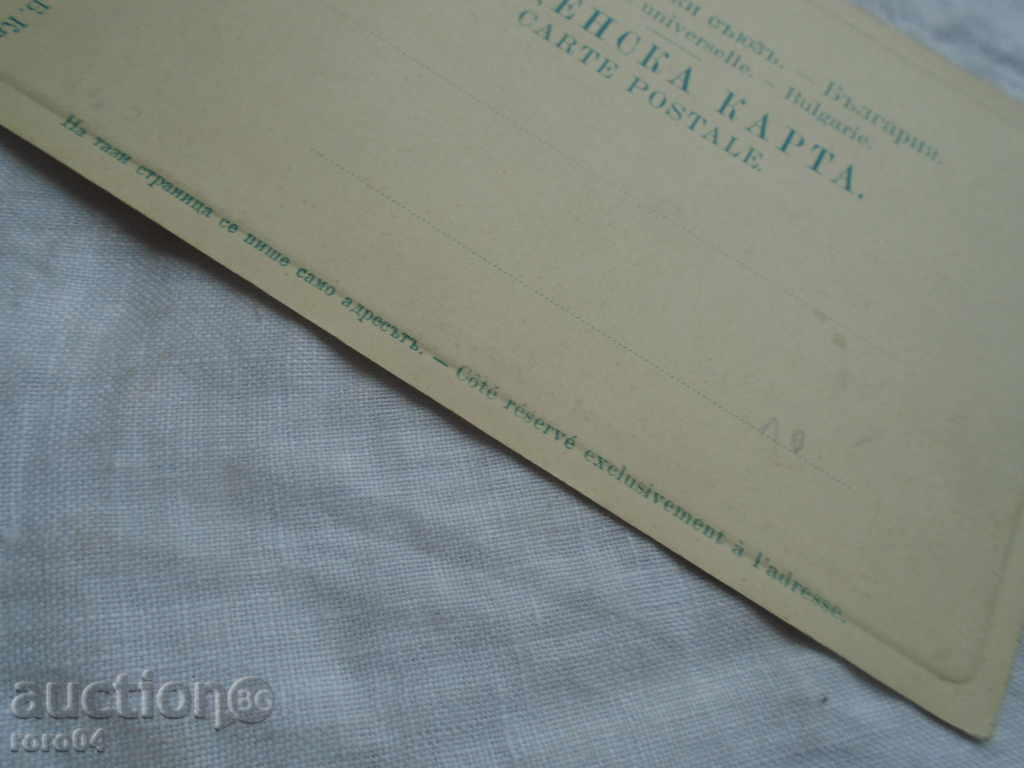 ки съюзъ. — България.
universelle. — Bulgarie.
ЕНСКА КАРТА.
CARTE POSTALE.
На тази страница се пише само адресътъ. — Côté réservé exclusivement à l'adresse.
auction BG
roro04